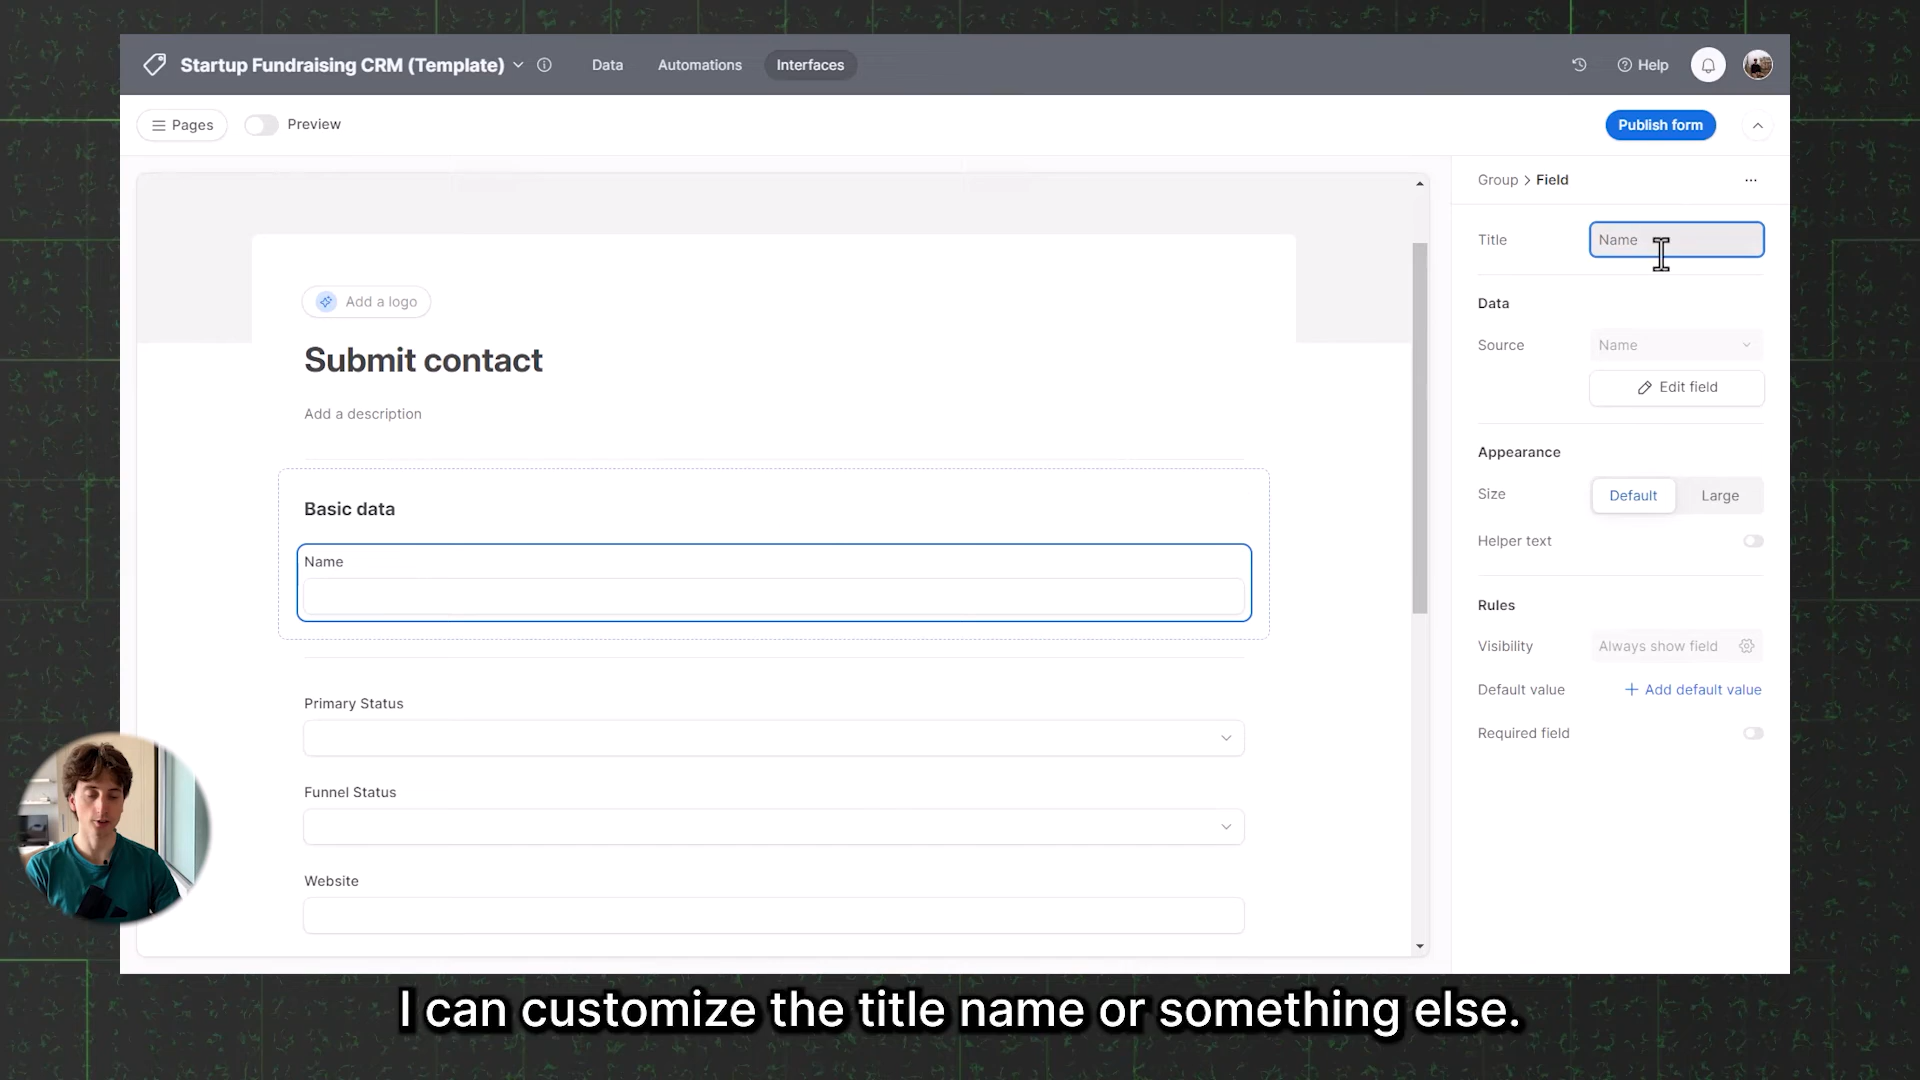 Startup Fundraising CRM (Template)
Data
Automations
Interfaces
Help
Pages
Preview
Publish form
Group > Field
Title
Name
Data
Source
Name
Edit field
Appearance
Size
Default
Large
Helper text
Rules
Visibility
Always show field
Default value
+ Add default value
Required field
Add a logo
Submit contact
Add a description
Basic data
Name
Primary Status
Funnel Status
Website
I can customize the title name or something else.